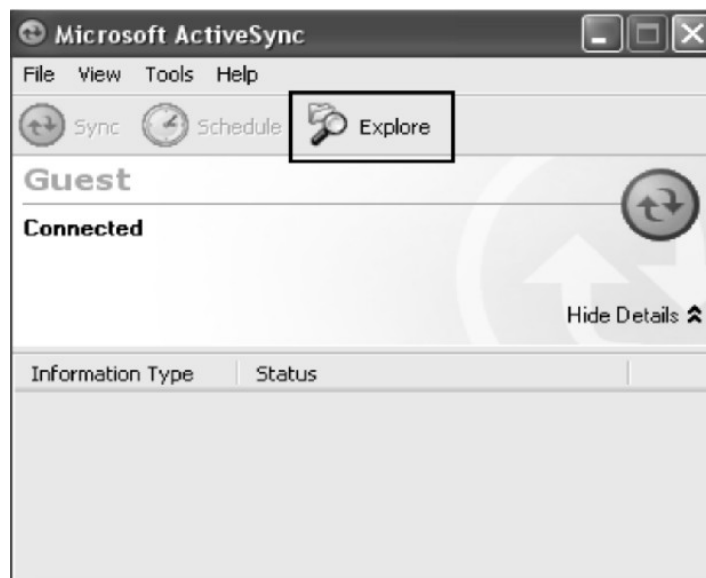 Microsoft ActiveSync
File View Tools Help
Sync Schedule Explore
Guest
Connected
Hide Details
Information Type Status